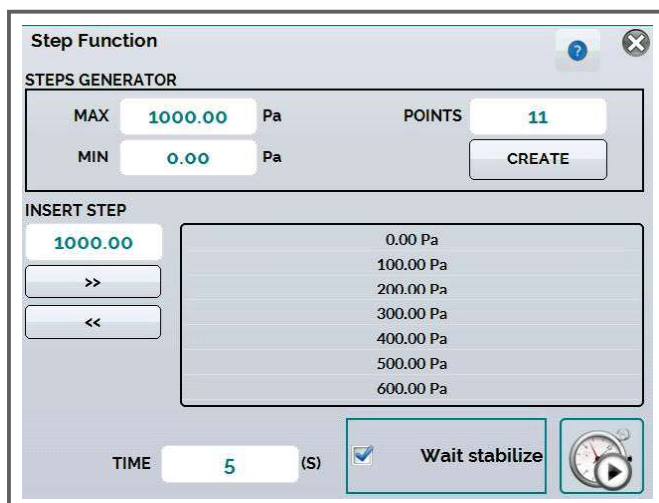 Step Function
?
STEPS GENERATOR
MAX 1000.00 Pa POINTS 11
MIN 0.00 Pa CREATE
INSERT STEP
1000.00
>>
<<
0.00 Pa
100.00 Pa
200.00 Pa
300.00 Pa
400.00 Pa
500.00 Pa
600.00 Pa
TIME 5 (S) Wait stabilize